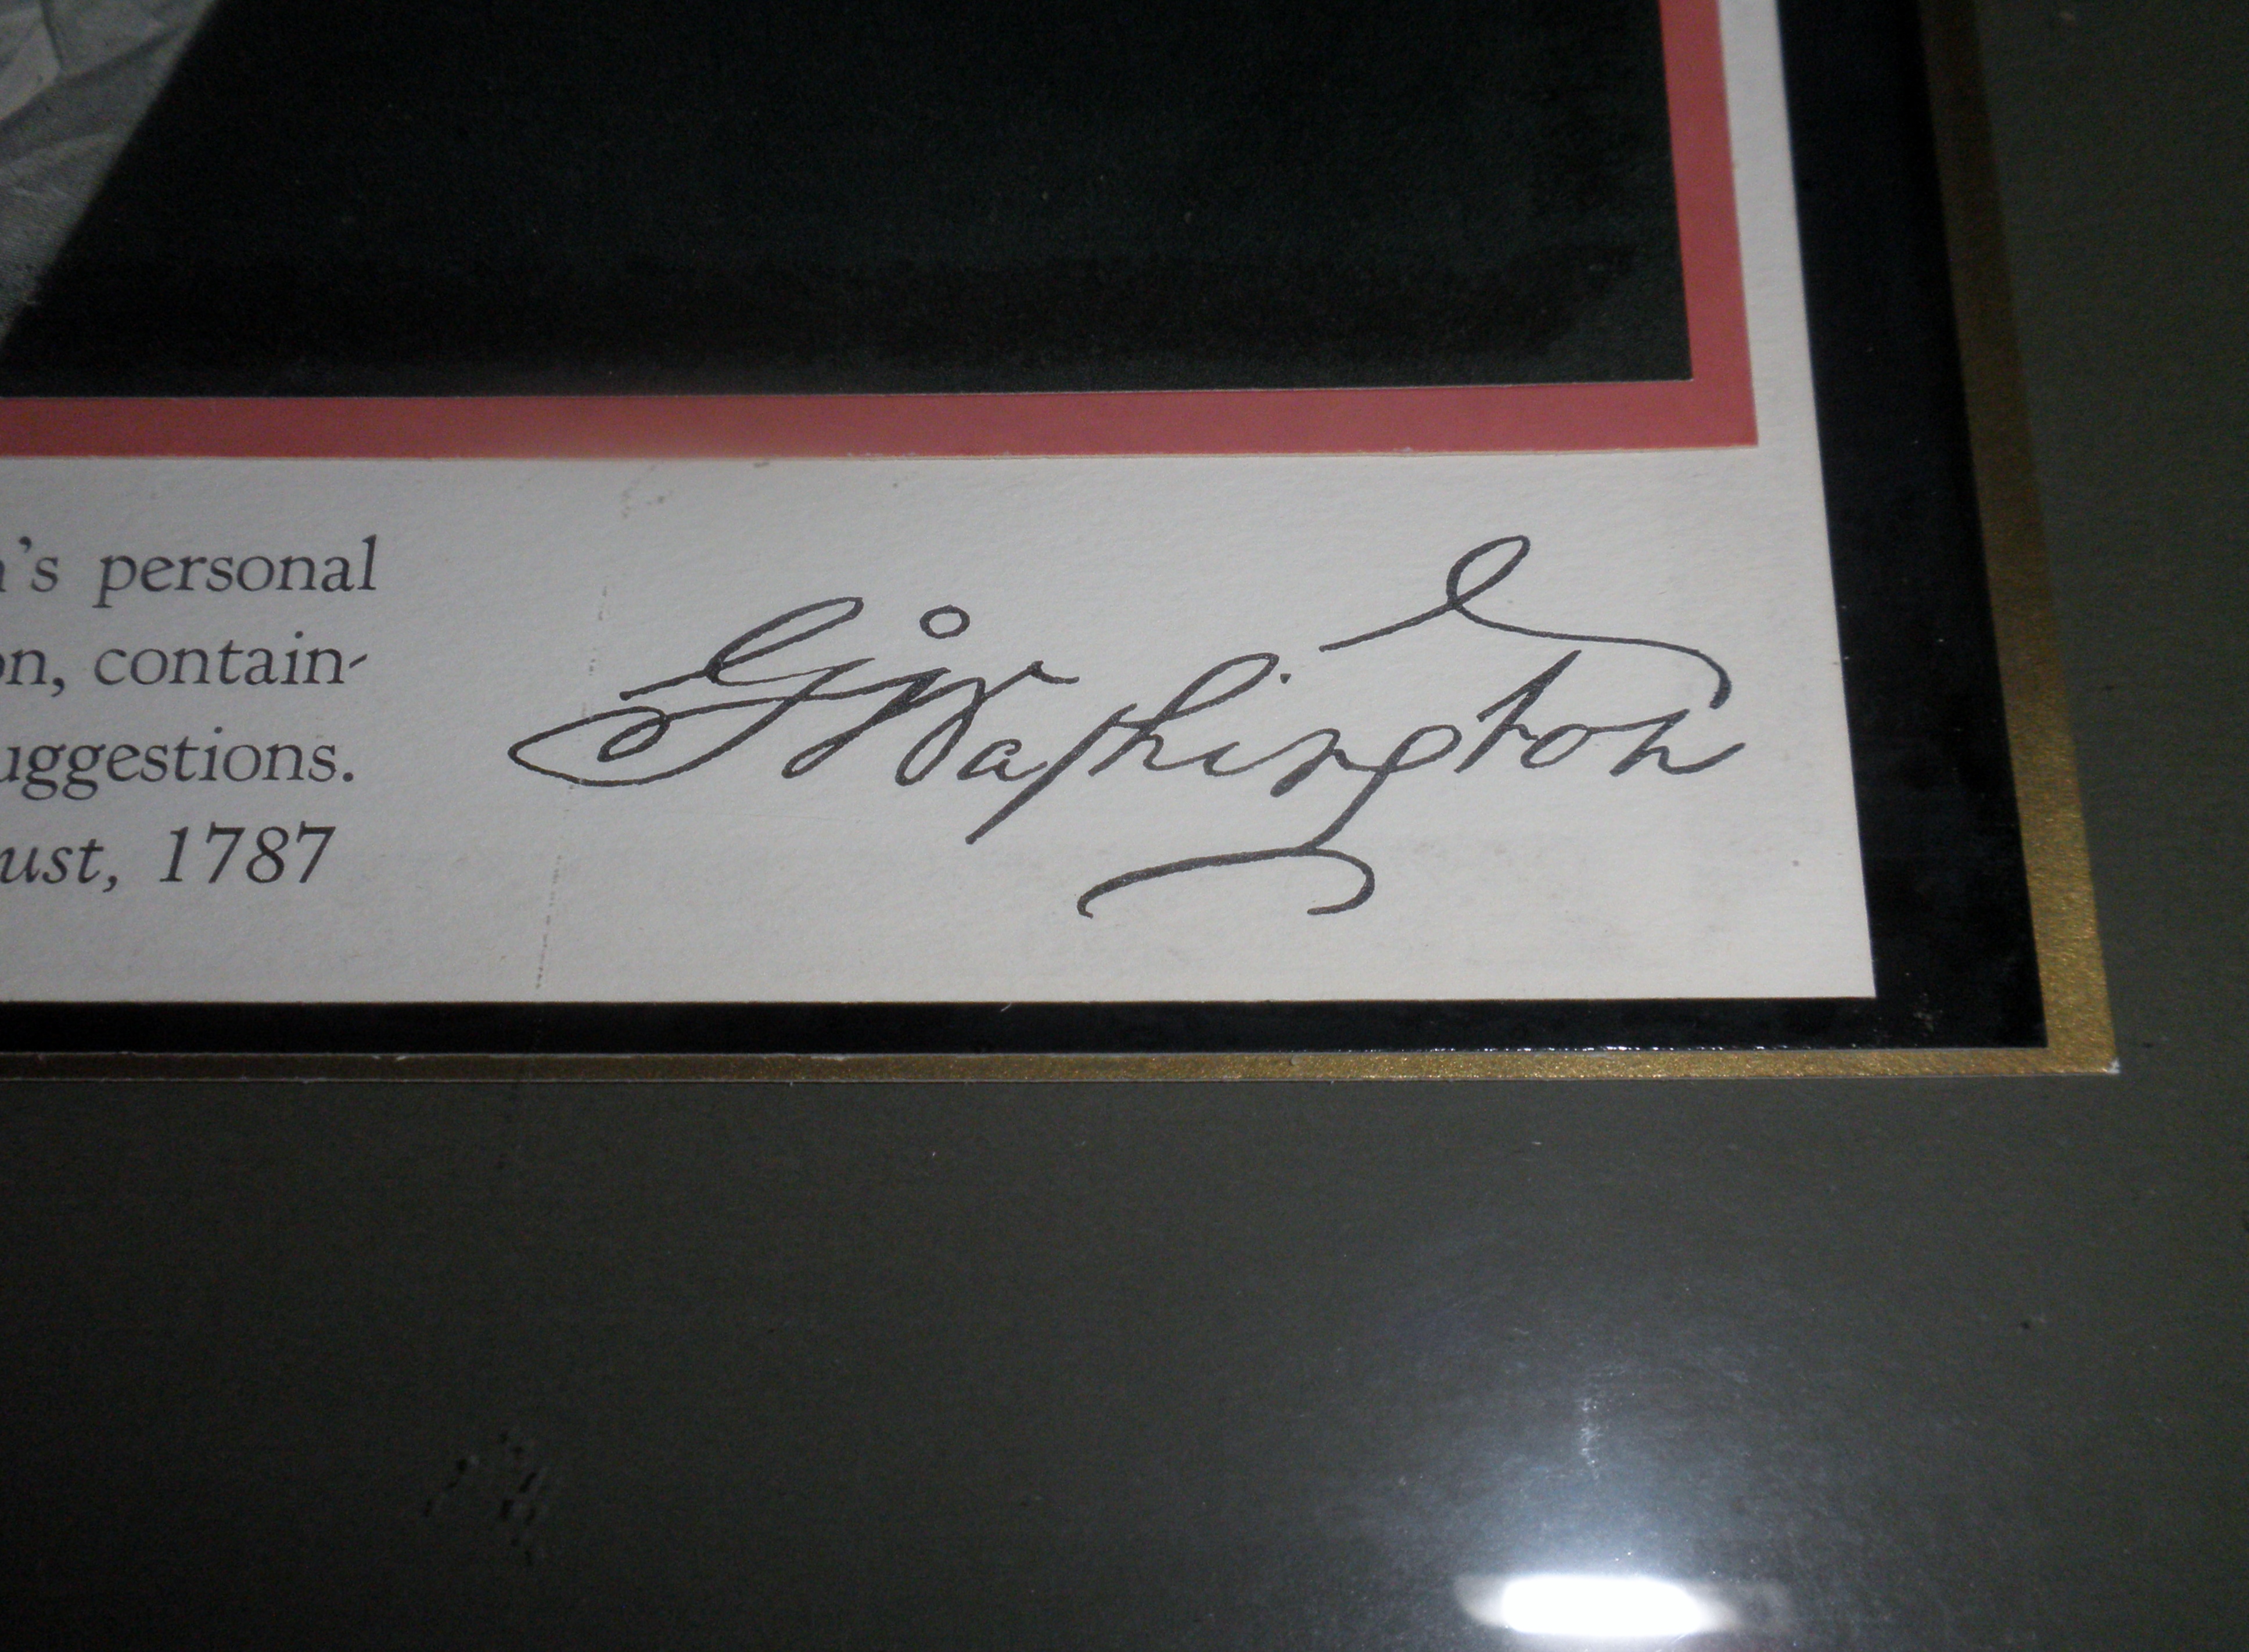 's personal
on, contain-
uggestions.
ust, 1787
G:Washington